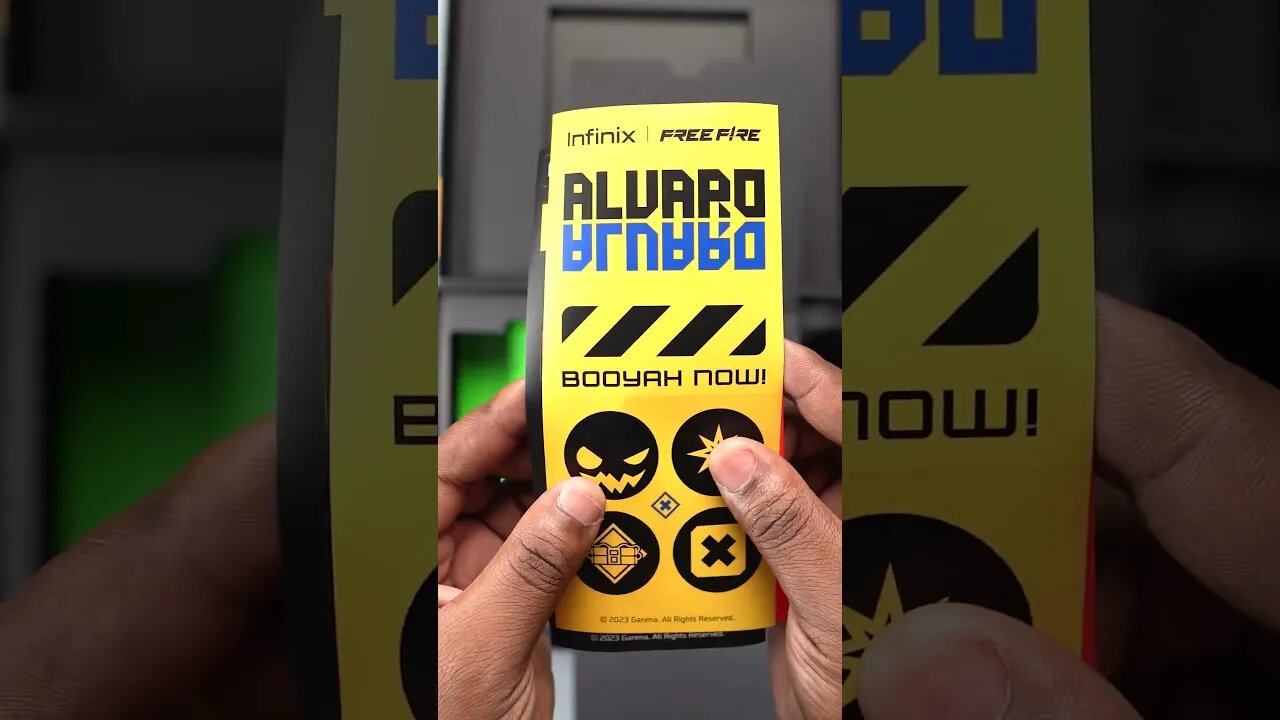 Infinix | FREE FIRE
ALVARO
ALVARO
BOOYAH NOW!
© 2023 Garena. All Rights Reserved.
© 2023 Garena. All Rights Reserved.